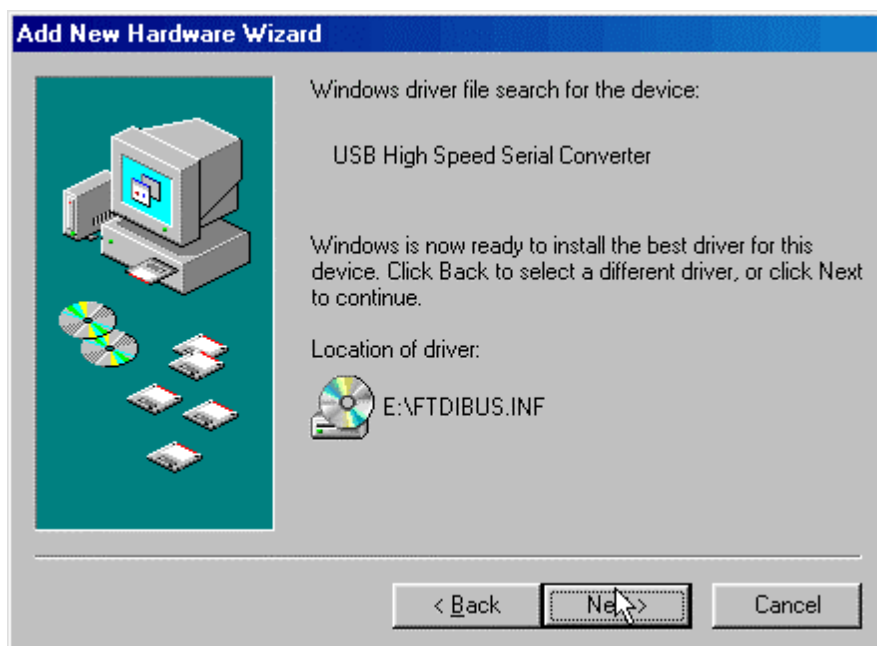 Add New Hardware Wizard
Windows driver file search for the device:
USB High Speed Serial Converter
Windows is now ready to install the best driver for this
device. Click Back to select a different driver, or click Next
to continue.
Location of driver:
E:\FTDIBUS.INF
< Back
Next >
Cancel